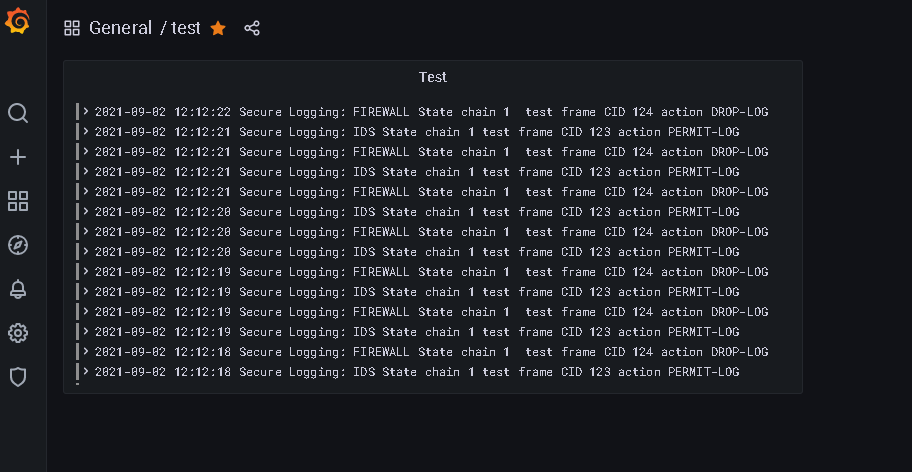 General / test
Test
2021-09-02 12:12:22 Secure Logging: FIREWALL State chain 1  test frame CID 124 action DROP-LOG
2021-09-02 12:12:21 Secure Logging: IDS State chain 1 test frame CID 123 action PERMIT-LOG
2021-09-02 12:12:21 Secure Logging: FIREWALL State chain 1  test frame CID 124 action DROP-LOG
2021-09-02 12:12:21 Secure Logging: IDS State chain 1 test frame CID 123 action PERMIT-LOG
2021-09-02 12:12:21 Secure Logging: FIREWALL State chain 1  test frame CID 124 action DROP-LOG
2021-09-02 12:12:20 Secure Logging: IDS State chain 1 test frame CID 123 action PERMIT-LOG
2021-09-02 12:12:20 Secure Logging: FIREWALL State chain 1  test frame CID 124 action DROP-LOG
2021-09-02 12:12:20 Secure Logging: IDS State chain 1 test frame CID 123 action PERMIT-LOG
2021-09-02 12:12:19 Secure Logging: FIREWALL State chain 1  test frame CID 124 action DROP-LOG
2021-09-02 12:12:19 Secure Logging: IDS State chain 1 test frame CID 123 action PERMIT-LOG
2021-09-02 12:12:19 Secure Logging: FIREWALL State chain 1  test frame CID 124 action DROP-LOG
2021-09-02 12:12:19 Secure Logging: IDS State chain 1 test frame CID 123 action PERMIT-LOG
2021-09-02 12:12:18 Secure Logging: FIREWALL State chain 1  test frame CID 124 action DROP-LOG
2021-09-02 12:12:18 Secure Logging: IDS State chain 1 test frame CID 123 action PERMIT-LOG